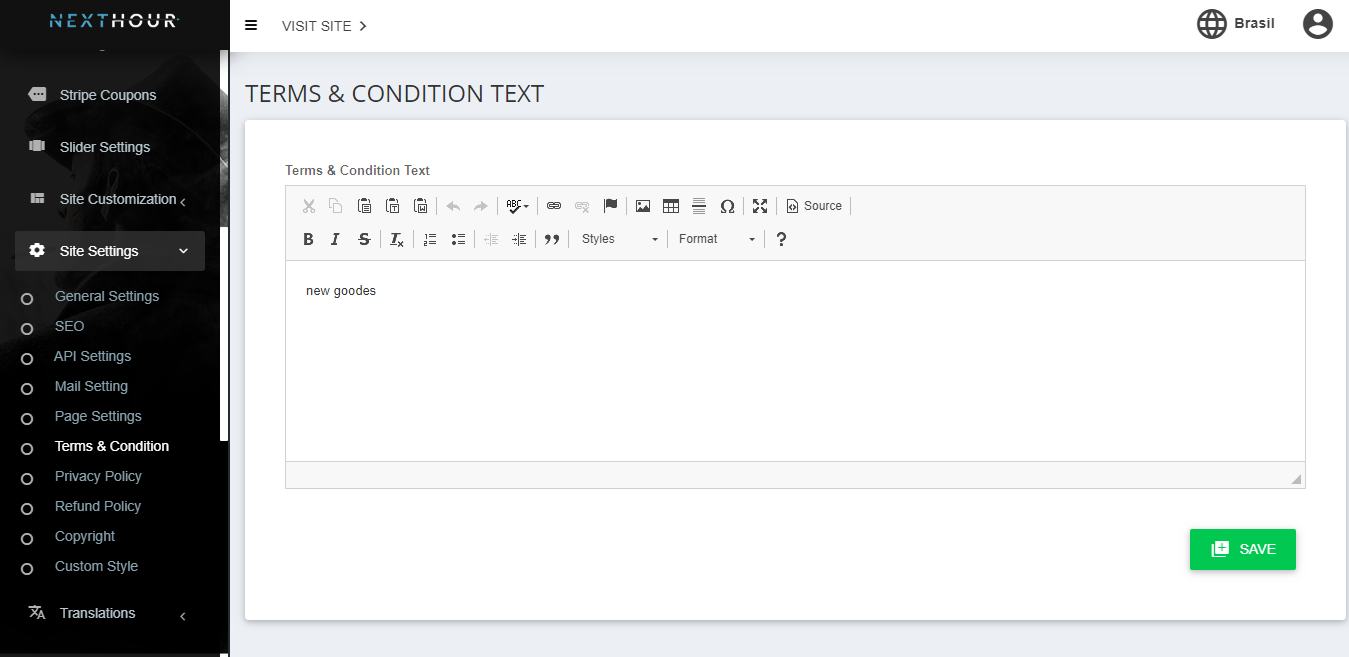 NEXTHOUR
VISIT SITE
Brasil
Stripe Coupons
Slider Settings
Site Customization
Site Settings
General Settings
SEO
API Settings
Mail Setting
Page Settings
Terms & Condition
Privacy Policy
Refund Policy
Copyright
Custom Style
Translations
TERMS & CONDITION TEXT
Terms & Condition Text
ABC
Ω
Source
B I S Tx
Styles
Format
?
new goodes
SAVE